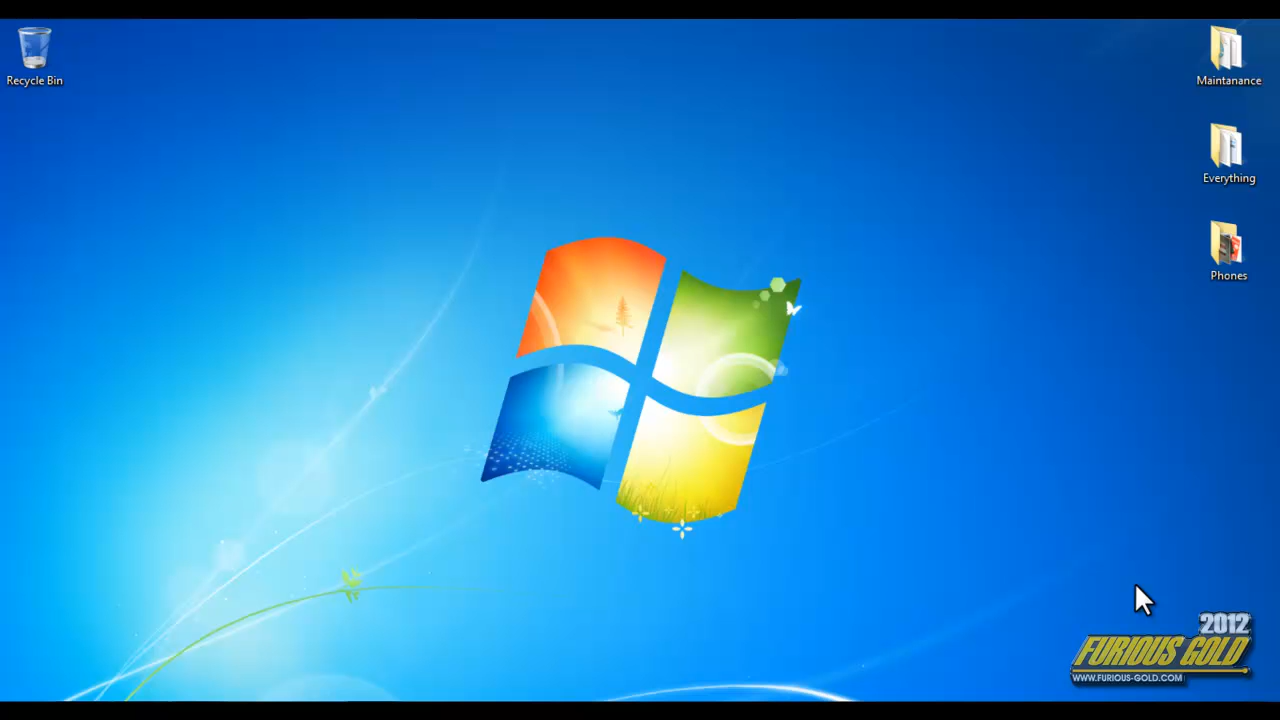 Recycle Bin
Maintanance
Everything
Phones
2012
FURIOUS GOLD
WWW.FURIOUS-GOLD.COM